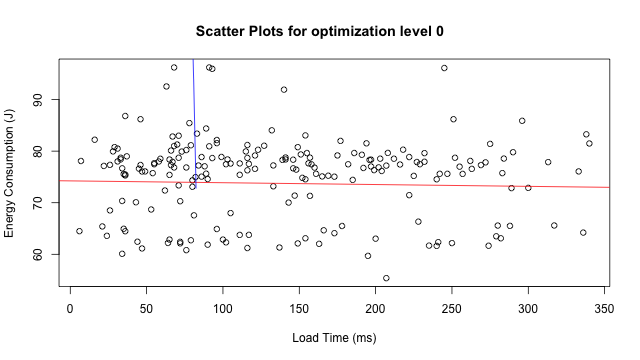 Scatter Plots for optimization level 0
Energy Consumption (J)
90
80
70
60
0 50 100 150 200 250 300 350
Load Time (ms)